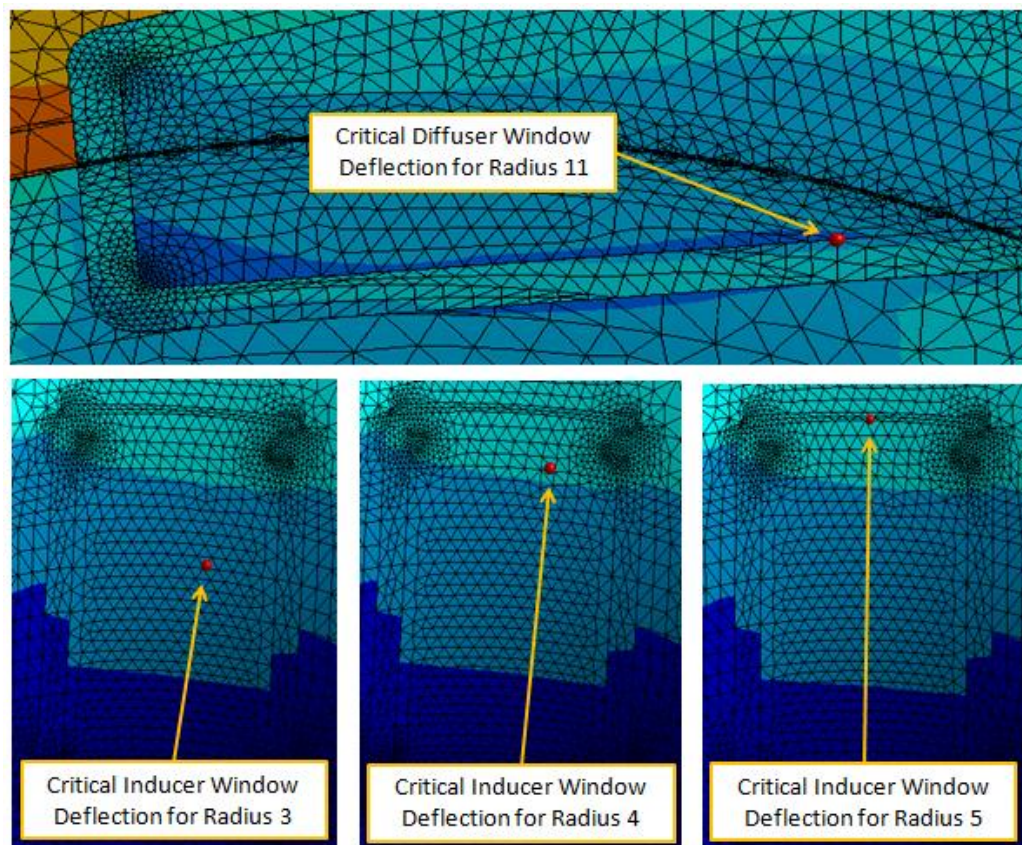 Critical Diffuser Window
Deflection for Radius 11
Critical Inducer Window
Deflection for Radius 3
Critical Inducer Window
Deflection for Radius 4
Critical Inducer Window
Deflection for Radius 5